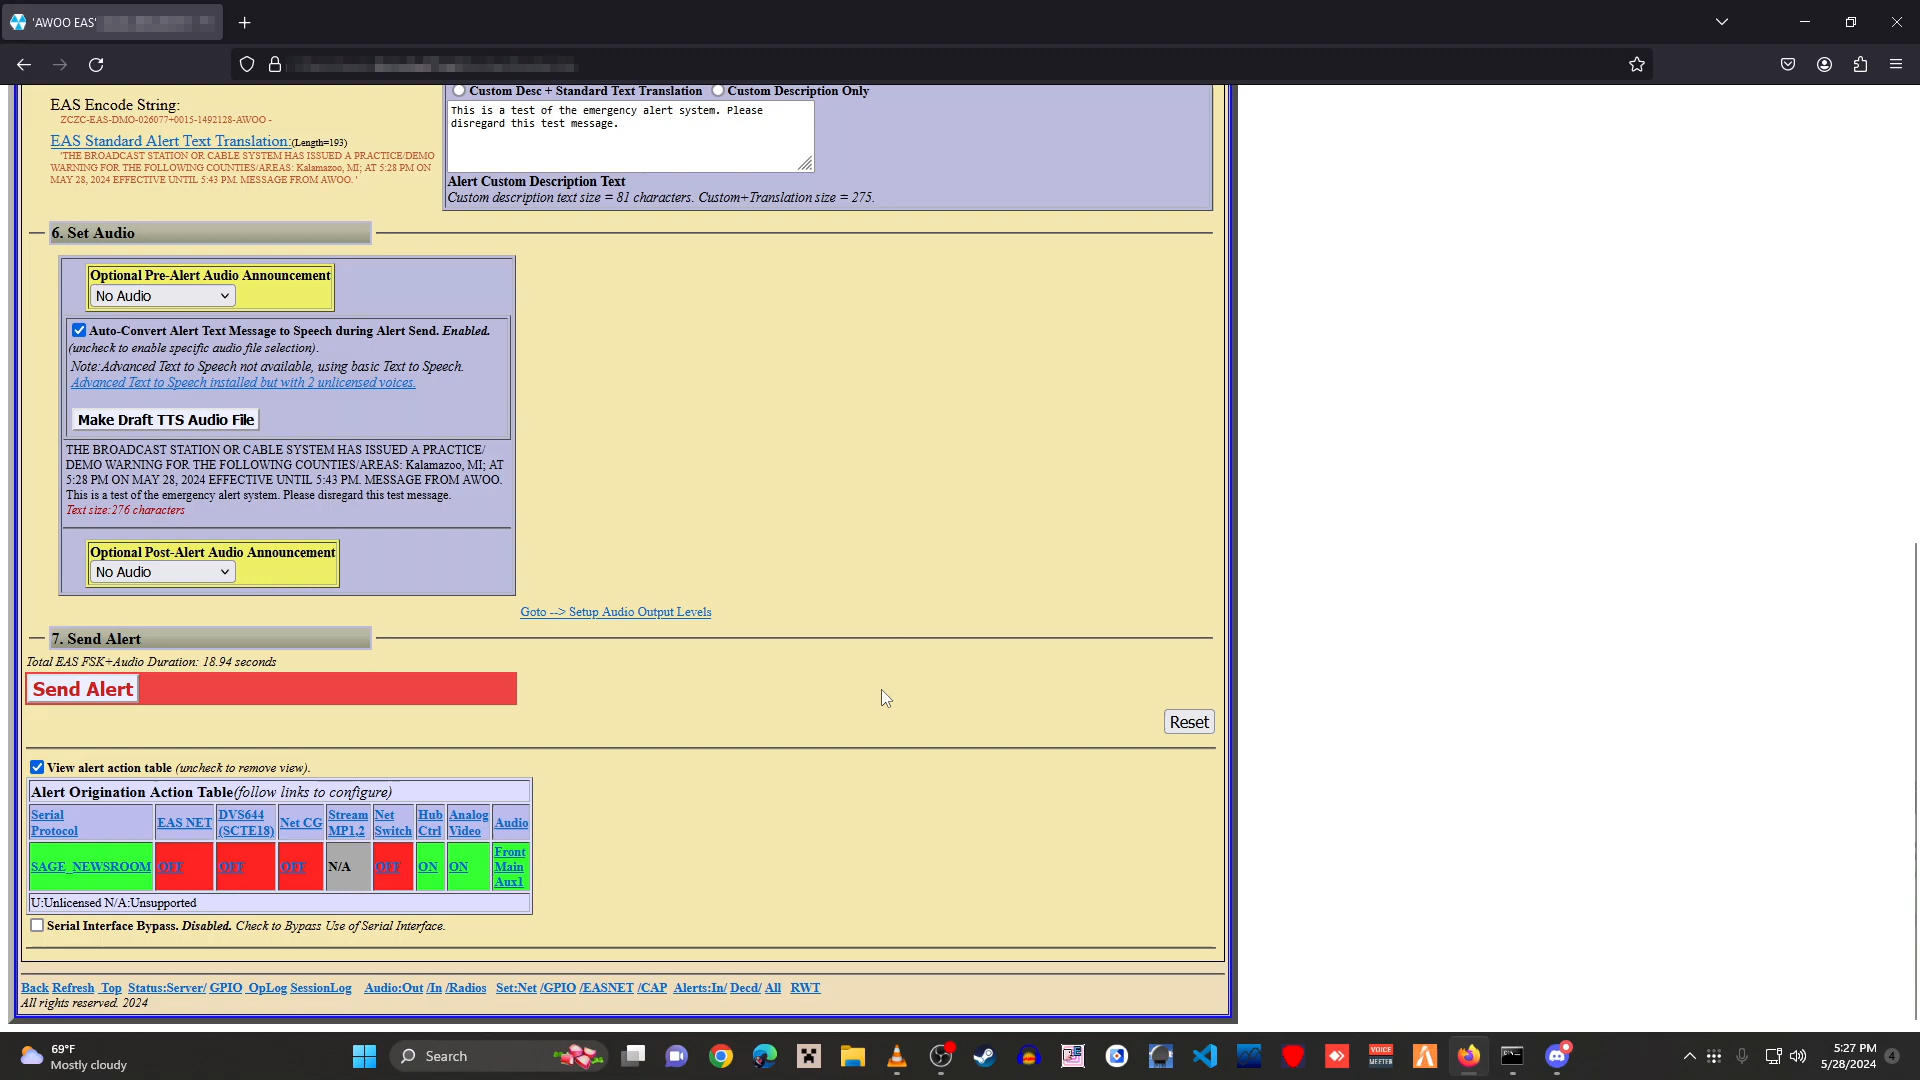 'AWOO EAS'
EAS Encode String:
ZCZC-EAS-DMO-026077+0015-1492128-AWOO -
EAS Standard Alert Text Translation:(Length=193)
'THE BROADCAST STATION OR CABLE SYSTEM HAS ISSUED A PRACTICE/DEMO
WARNING FOR THE FOLLOWING COUNTIES/AREAS: Kalamazoo, MI; AT 5:28 PM ON
MAY 28, 2024 EFFECTIVE UNTIL 5:43 PM. MESSAGE FROM AWOO. '
Custom Desc + Standard Text Translation Custom Description Only
This is a test of the emergency alert system. Please
disregard this test message.
Alert Custom Description Text
Custom description text size = 81 characters. Custom+Translation size = 275.
6. Set Audio
Optional Pre-Alert Audio Announcement
No Audio
Auto-Convert Alert Text Message to Speech during Alert Send. Enabled.
(uncheck to enable specific audio file selection).
Note:Advanced Text to Speech not available, using basic Text to Speech.
Advanced Text to Speech installed but with 2 unlicensed voices.
Make Draft TTS Audio File
THE BROADCAST STATION OR CABLE SYSTEM HAS ISSUED A PRACTICE/
DEMO WARNING FOR THE FOLLOWING COUNTIES/AREAS: Kalamazoo, MI; AT
5:28 PM ON MAY 28, 2024 EFFECTIVE UNTIL 5:43 PM. MESSAGE FROM AWOO.
This is a test of the emergency alert system. Please disregard this test message.
Text size:276 characters
Optional Post-Alert Audio Announcement
No Audio
Goto --> Setup Audio Output Levels
7. Send Alert
Total EAS FSK+Audio Duration: 18.94 seconds
Send Alert
Reset
View alert action table (uncheck to remove view).
Alert Origination Action Table(follow links to configure)
Serial Protocol EAS NET DVS644 (SCTE18) Net CG Stream MP1,2 Net Switch Hub Ctrl Analog Video Audio
SAGE_NEWSROOM OFF OFF OFF N/A OFF ON ON Front Main Aux1
U:Unlicensed N/A:Unsupported
Serial Interface Bypass. Disabled. Check to Bypass Use of Serial Interface.
Back Refresh Top Status:Server/ GPIO OpLog SessionLog Audio:Out /In /Radios Set:Net /GPIO /EASNET /CAP Alerts:In/ Decd/ All RWT
All rights reserved. 2024
69°F
Mostly cloudy
Search
VOICE
MEETER
5:27 PM
5/28/2024
4